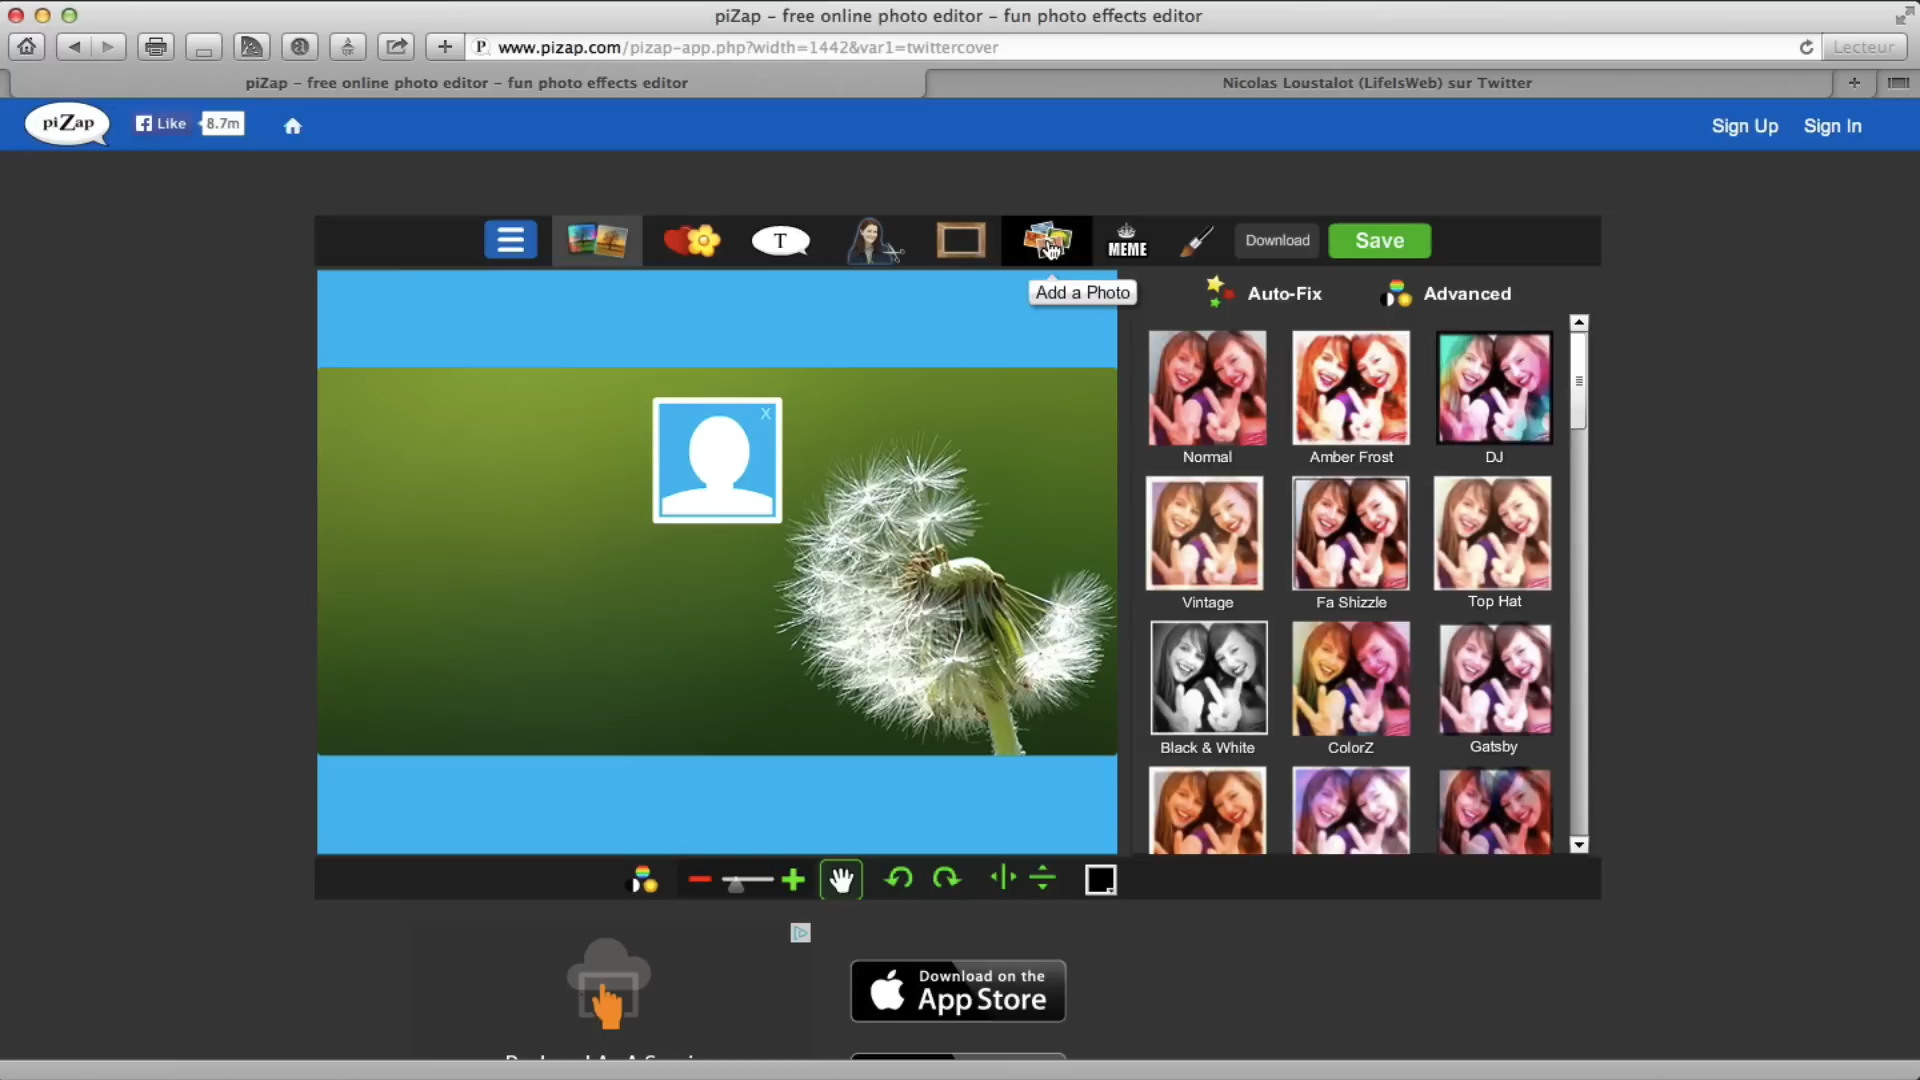 piZap – free online photo editor – fun photo effects editor
www.pizap.com/pizap-app.php?width=1442&var1=twittercover
Lecteur
piZap – free online photo editor – fun photo effects editor
Nicolas Loustalot (LifeIsWeb) sur Twitter
piZap
Like
8.7m
Sign Up
Sign In
T
MEME
Download
Save
Add a Photo
Auto-Fix
Advanced
X
Normal
Amber Frost
DJ
Vintage
Fa Shizzle
Top Hat
Black & White
ColorZ
Gatsby
Download on the
App Store